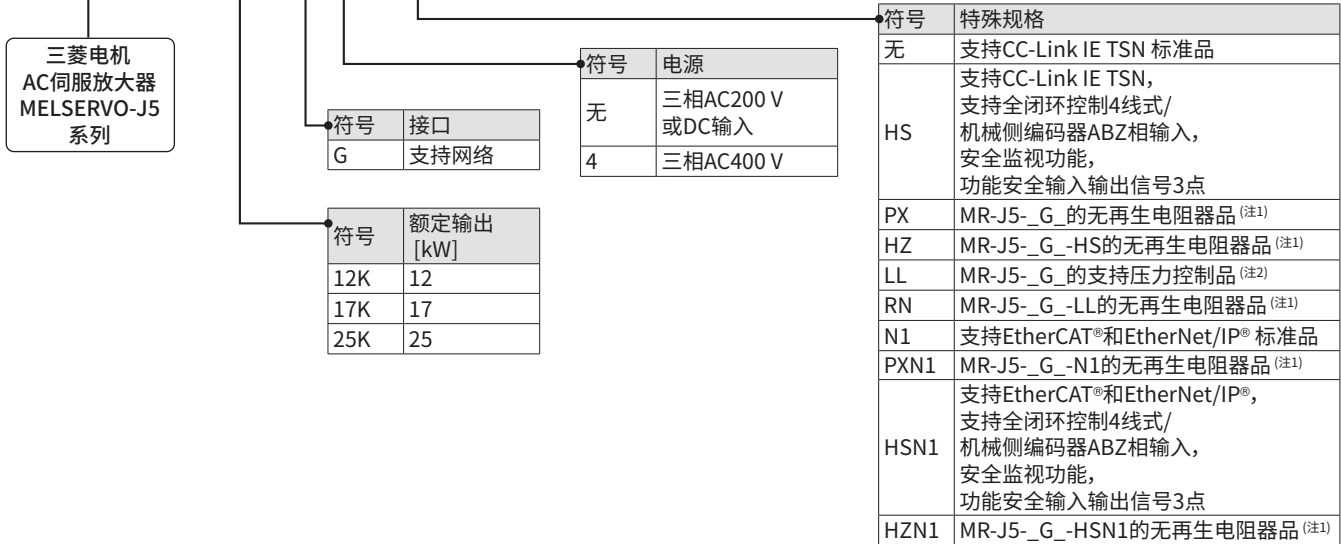 三菱电机
AC伺服放大器
MELSERVO-J5
系列
符号 额定输出
[kW]
12K 12
17K 17
25K 25
符号 接口
G 支持网络
符号 电源
无 三相AC200 V
或DC输入
4 三相AC400 V
符号 特殊规格
无 支持CC-Link IE TSN 标准品
HS 支持CC-Link IE TSN，
支持全闭环控制4线式/
机械侧编码器ABZ相输入，
安全监视功能，
功能安全输入输出信号3点
PX MR-J5-_G_的无再生电阻器品(注1)
HZ MR-J5-_G_-HS的无再生电阻器品(注1)
LL MR-J5-_G_的支持压力控制品(注2)
RN MR-J5-_G_-LL的无再生电阻器品(注1)
N1 支持EtherCAT®和EtherNet/IP® 标准品
PXN1 MR-J5-_G_-N1的无再生电阻器品(注1)
HSN1 支持EtherCAT®和EtherNet/IP®，
支持全闭环控制4线式/
机械侧编码器ABZ相输入，
安全监视功能，
功能安全输入输出信号3点
HZN1 MR-J5-_G_-HSN1的无再生电阻器品(注1)